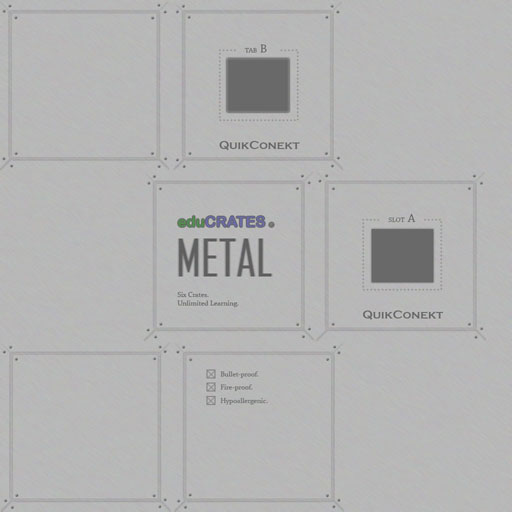 TAB B
QuikConekt
eduCRATES
METAL
Six Crates.
Unlimited Learning.
SLOT A
QuikConekt
Bullet-proof.
Fire-proof.
Hypoallergenic.